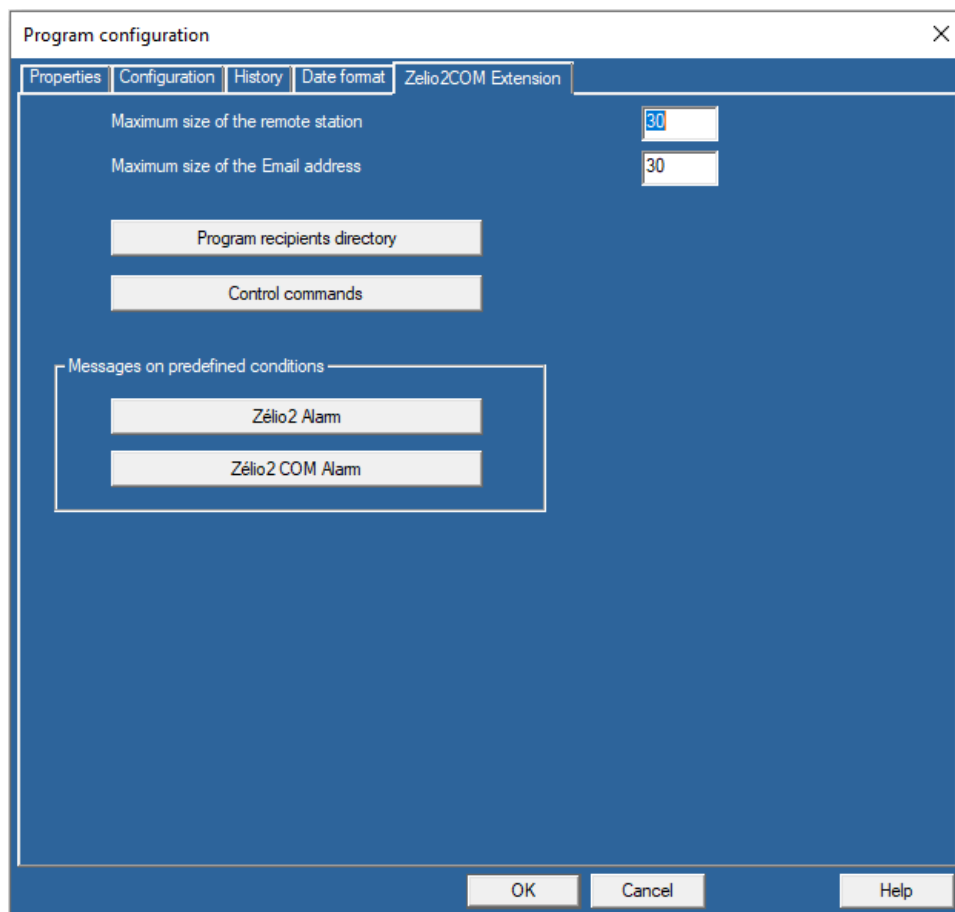 Program configuration
Properties Configuration History Date format Zelio2COM Extension
Maximum size of the remote station 30
Maximum size of the Email address 30
Program recipients directory
Control commands
Messages on predefined conditions
Zélio2 Alarm
Zélio2 COM Alarm
OK Cancel Help